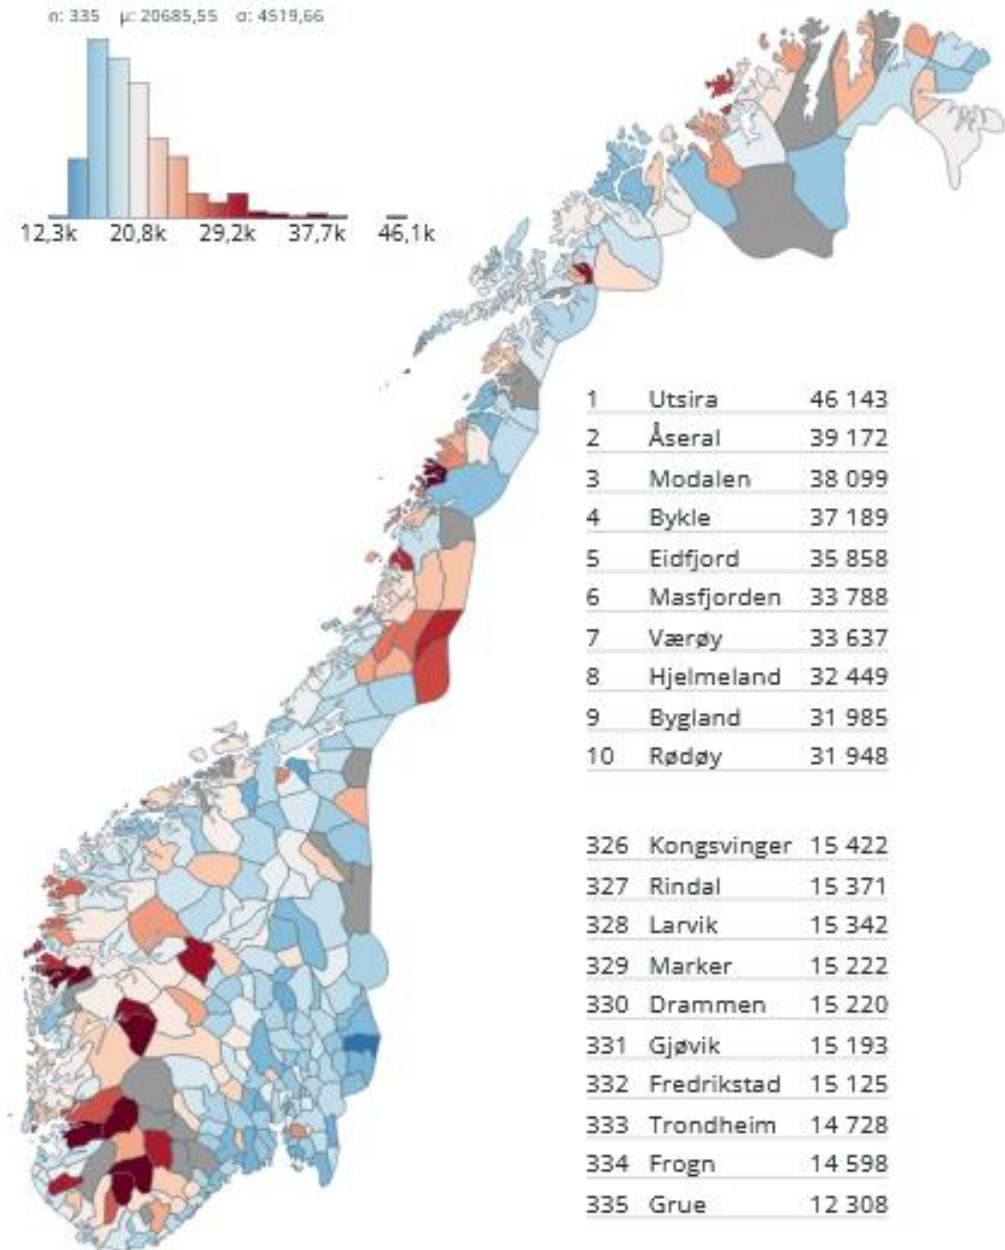 n: 335 μ: 20685,55 σ: 4519,66
12,3k 20,8k 29,2k 37,7k 46,1k
1 Utsira 46 143
2 Åseral 39 172
3 Modalen 38 099
4 Bykle 37 189
5 Eidfjord 35 858
6 Masfjorden 33 788
7 Værøy 33 637
8 Hjelmeland 32 449
9 Bygland 31 985
10 Rødøy 31 948
326 Kongsvinger 15 422
327 Rindal 15 371
328 Larvik 15 342
329 Marker 15 222
330 Drammen 15 220
331 Gjøvik 15 193
332 Fredrikstad 15 125
333 Trondheim 14 728
334 Frogn 14 598
335 Grue 12 308